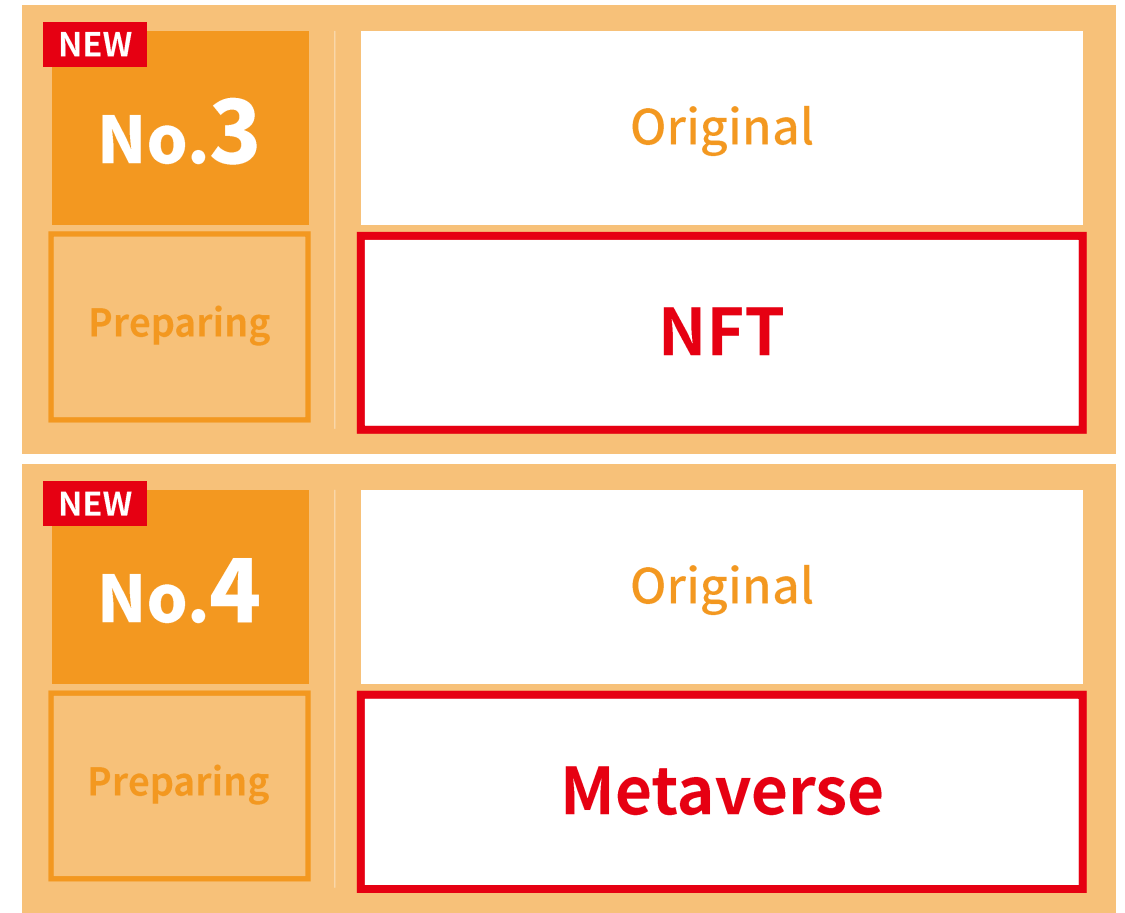 NEW
No.3
Original
Preparing
NFT
NEW
No.4
Original
Preparing
Metaverse